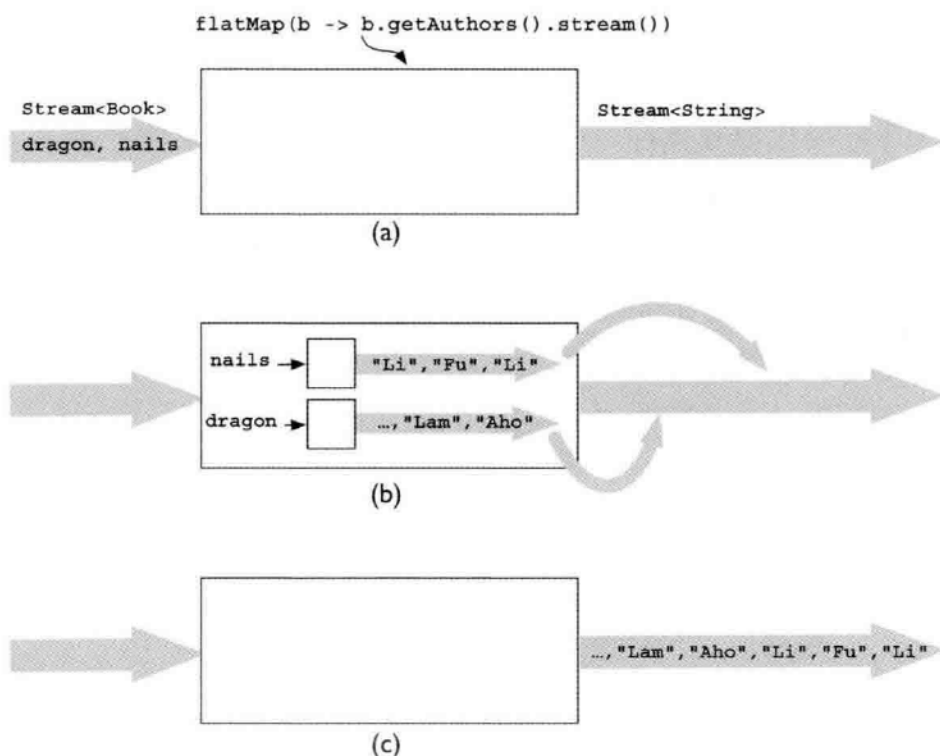 flatMap(b -> b.getAuthors().stream())
Stream<Book>
Stream<String>
dragon, nails
(a)
nails
"Li","Fu","Li"
dragon
…,"Lam","Aho"
(b)
…,"Lam","Aho","Li","Fu","Li"
(c)